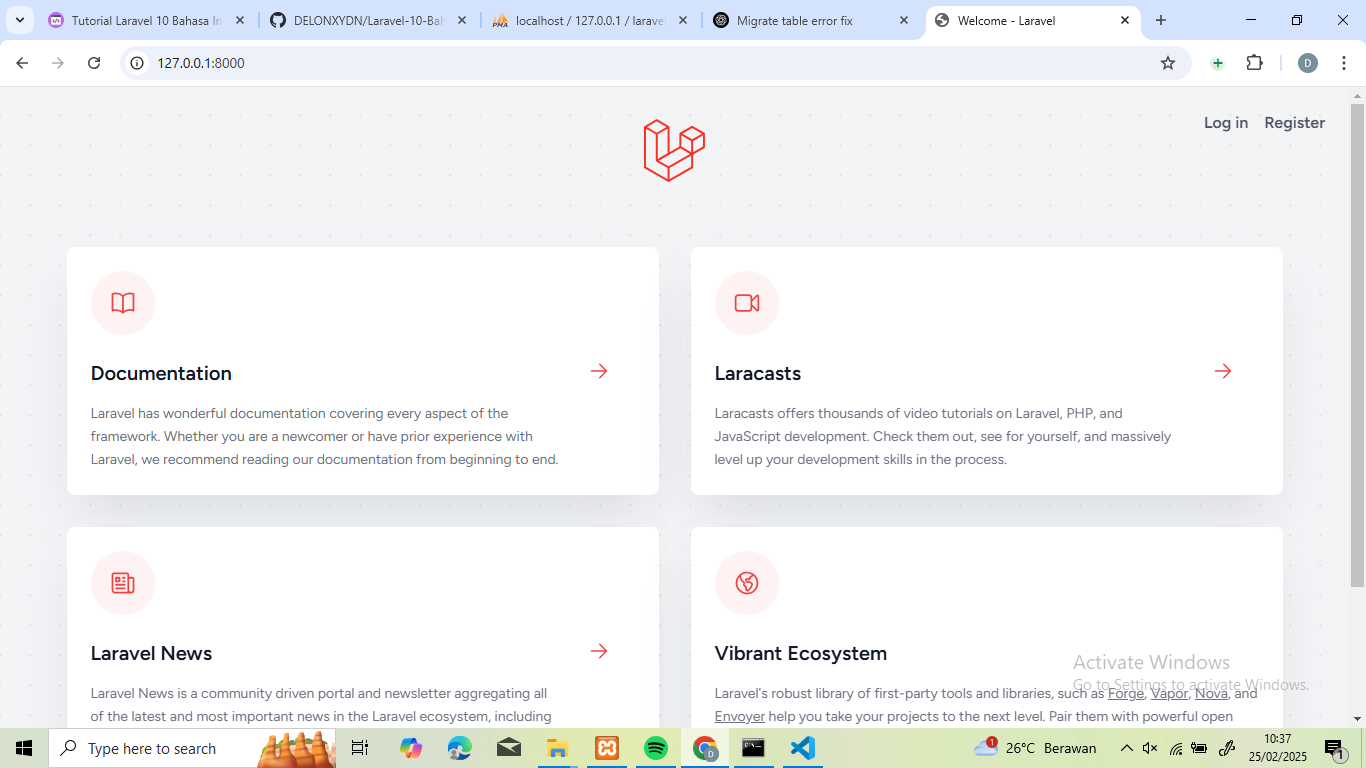 Tutorial Laravel 10 Bahasa In
DELONXYDN/Laravel-10-Bah
localhost / 127.0.0.1 / laravel
Migrate table error fix
Welcome - Laravel
127.0.0.1:8000
D
Log in Register
Documentation
Laravel has wonderful documentation covering every aspect of the
framework. Whether you are a newcomer or have prior experience with
Laravel, we recommend reading our documentation from beginning to end.
Laracasts
Laracasts offers thousands of video tutorials on Laravel, PHP, and
JavaScript development. Check them out, see for yourself, and massively
level up your development skills in the process.
Laravel News
Laravel News is a community driven portal and newsletter aggregating all
of the latest and most important news in the Laravel ecosystem, including
Vibrant Ecosystem
Laravel's robust library of first-party tools and libraries, such as Forge, Vapor, Nova, and
Envoyer help you take your projects to the next level. Pair them with powerful open
Activate Windows
Go to Settings to activate Windows.
Type here to search
D
1
26°C Berawan
10:37
25/02/2025
1